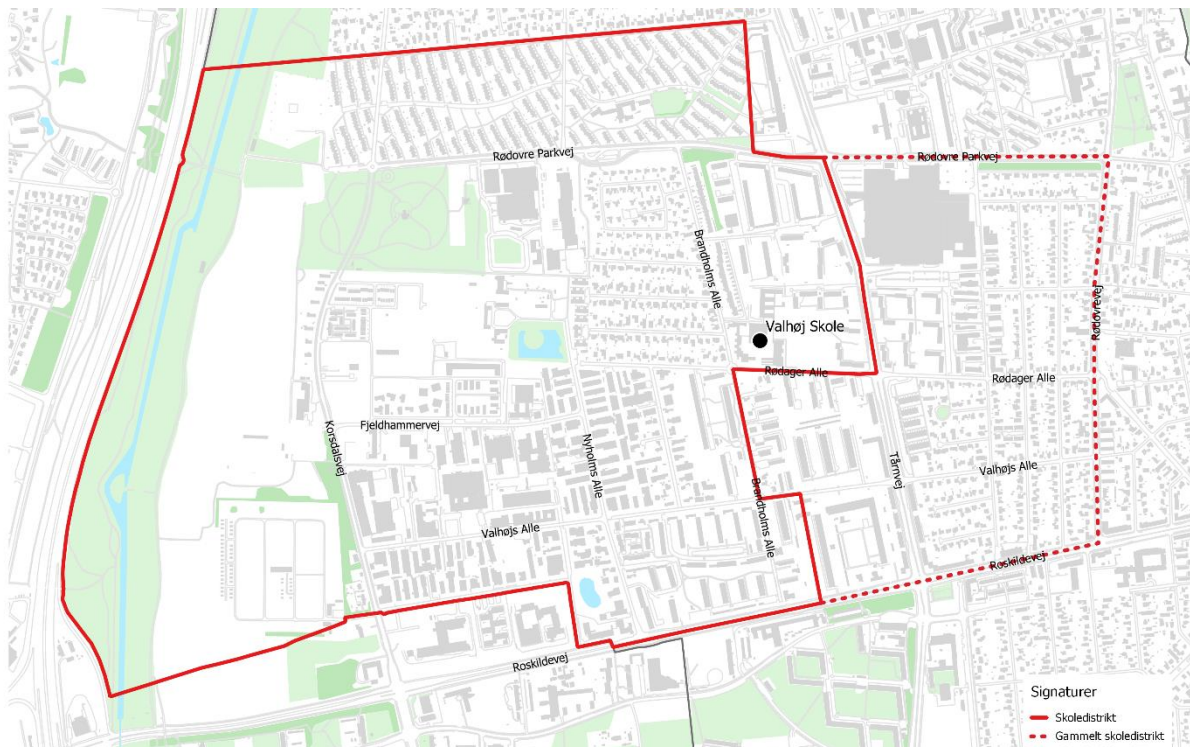 Rødovre Parkvej
Rødovre Parkvej
Brandholms Alle
Rødovrevej
Valhøj Skole
Rødager Alle
Rødager Alle
Fjeldhammervej
Korsdalsvej
Nyholms Alle
Tårnvej
Valhøjs Alle
Brandholms Alle
Valhøjs Alle
Roskildevej
Roskildevej
Signaturer
Skoledistrikt
Gammelt skoledistrikt